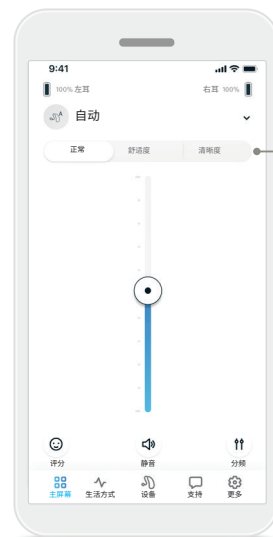 9:41
100% 左耳 右耳 100%
自动
正常 舒适度 清晰度
评分 静音 分频
主屏幕 生活方式 设备 支持 更多